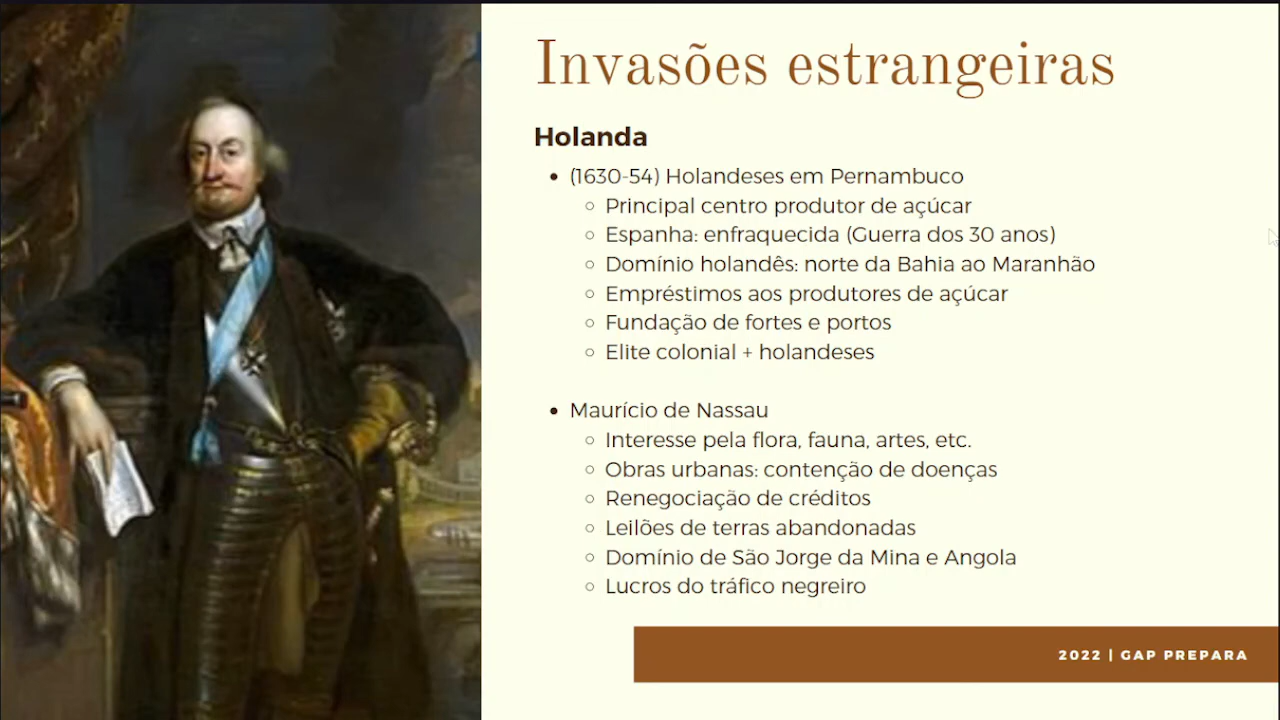 Invasões estrangeiras
Holanda
• (1630-54) Holandeses em Pernambuco
○ Principal centro produtor de açúcar
○ Espanha: enfraquecida (Guerra dos 30 anos)
○ Domínio holandês: norte da Bahia ao Maranhão
○ Empréstimos aos produtores de açúcar
○ Fundação de fortes e portos
○ Elite colonial + holandeses
• Maurício de Nassau
○ Interesse pela flora, fauna, artes, etc.
○ Obras urbanas: contenção de doenças
○ Renegociação de créditos
○ Leilões de terras abandonadas
○ Domínio de São Jorge da Mina e Angola
○ Lucros do tráfico negreiro
2022 | GAP PREPARA